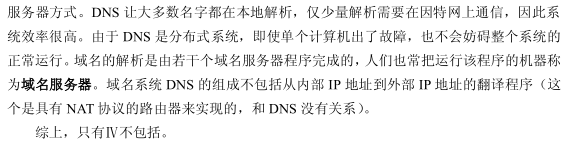 服务器方式。DNS 让大多数名字都在本地解析，仅少量解析需要在因特网上通信，因此系
统效率很高。由于 DNS 是分布式系统，即使单个计算机出了故障，也不会妨碍整个系统的
正常运行。域名的解析是由若干个域名服务器程序完成的，人们也常把运行该程序的机器称
为域名服务器。域名系统 DNS 的组成不包括从内部 IP 地址到外部 IP 地址的翻译程序（这
个是具有 NAT 协议的路由器来实现的，和 DNS 没有关系）。
综上，只有Ⅳ不包括。